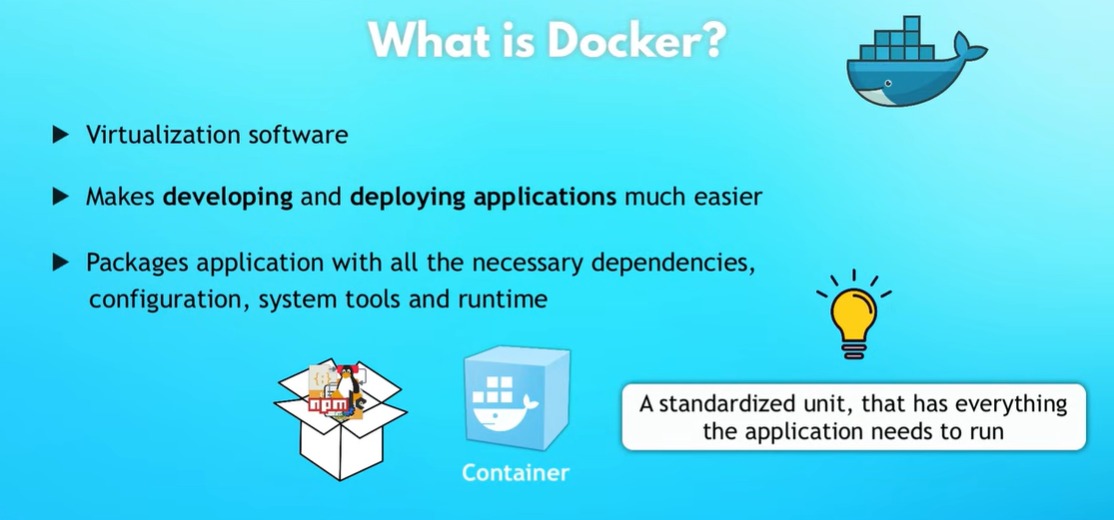 What is Docker?
Virtualization software
Makes developing and deploying applications much easier
Packages application with all the necessary dependencies,
configuration, system tools and runtime
npm
Container
A standardized unit, that has everything
the application needs to run